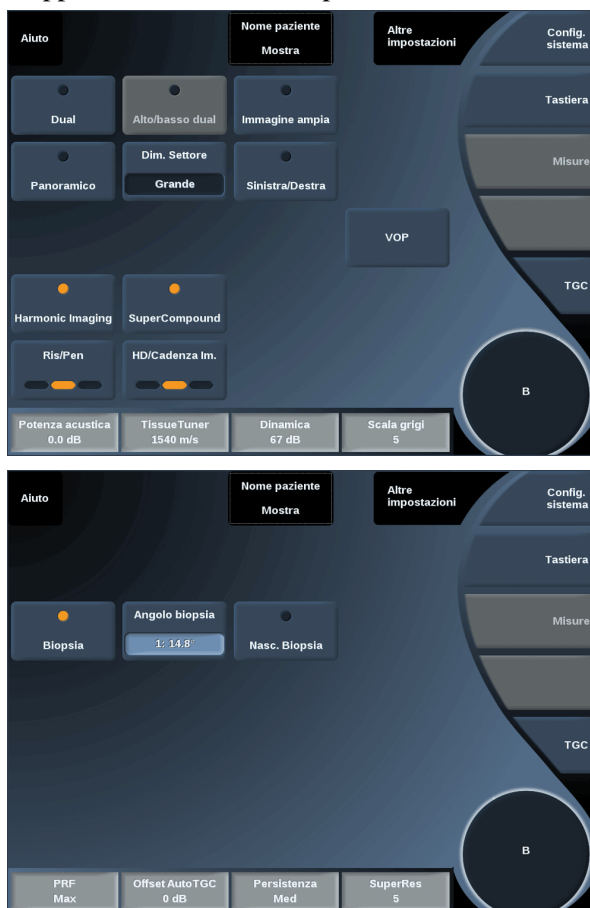 Aiuto
Nome paziente
Mostra
Altre
impostazioni
Config.
sistema
Dual
Alto/basso dual
Immagine ampia
Tastiera
Panoramico
Dim. Settore
Grande
Sinistra/Destra
Misure
VOP
TGC
Harmonic Imaging
SuperCompound
Ris/Pen
HD/Cadenza Im.
B
Potenza acustica
0.0 dB
TissueTuner
1540 m/s
Dinamica
67 dB
Scala grigi
5
Aiuto
Nome paziente
Mostra
Altre
impostazioni
Config.
sistema
Tastiera
Biopsia
Angolo biopsia
1: 14.8°
Nasc. Biopsia
Misure
TGC
B
PRF
Max
Offset AutoTGC
0 dB
Persistenza
Med
SuperRes
5